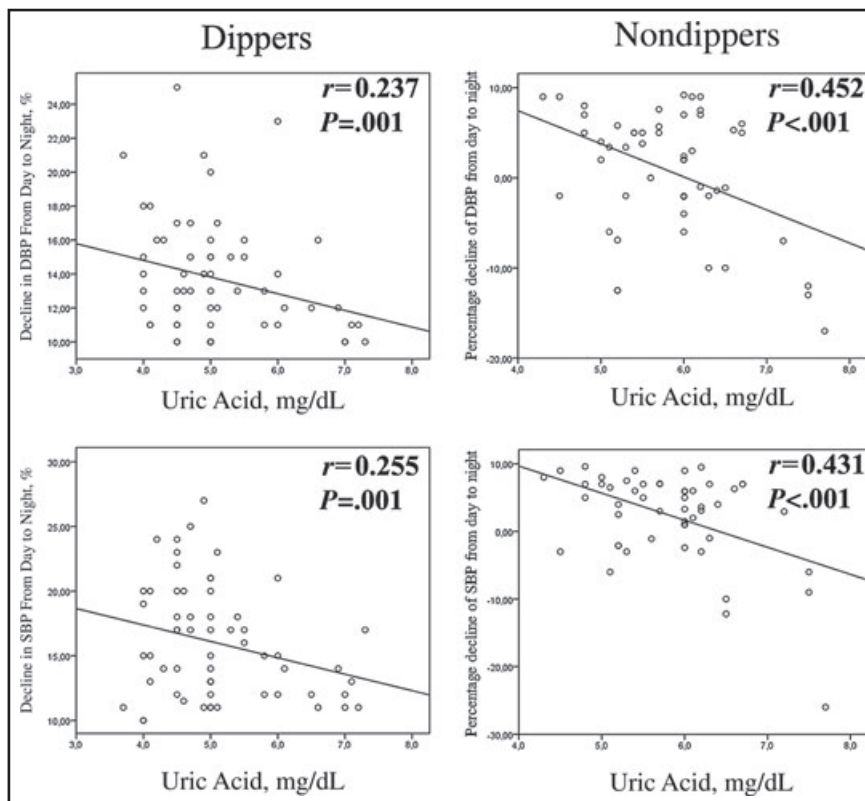 Dippers
Nondippers
r=0.237
P=.001
Decline in DBP From Day to Night, %
24,00
22,00
20,00
18,00
16,00
14,00
12,00
10,00
3,0 4,0 5,0 6,0 7,0 8,0
Uric Acid, mg/dL
r=0.452
P<.001
Percentage decline of DBP from day to night
10,00
,00
-10,00
-20,00
4,0 5,0 6,0 7,0 8,0
Uric Acid, mg/dL
r=0.255
P=.001
Decline in SBP From Day to Night, %
30,00
25,00
20,00
15,00
10,00
3,0 4,0 5,0 6,0 7,0 8,0
Uric Acid, mg/dL
r=0.431
P<.001
Percentage decline of SBP from day to night
10,00
,00
-10,00
-20,00
-30,00
4,0 5,0 6,0 7,0 8,0
Uric Acid, mg/dL